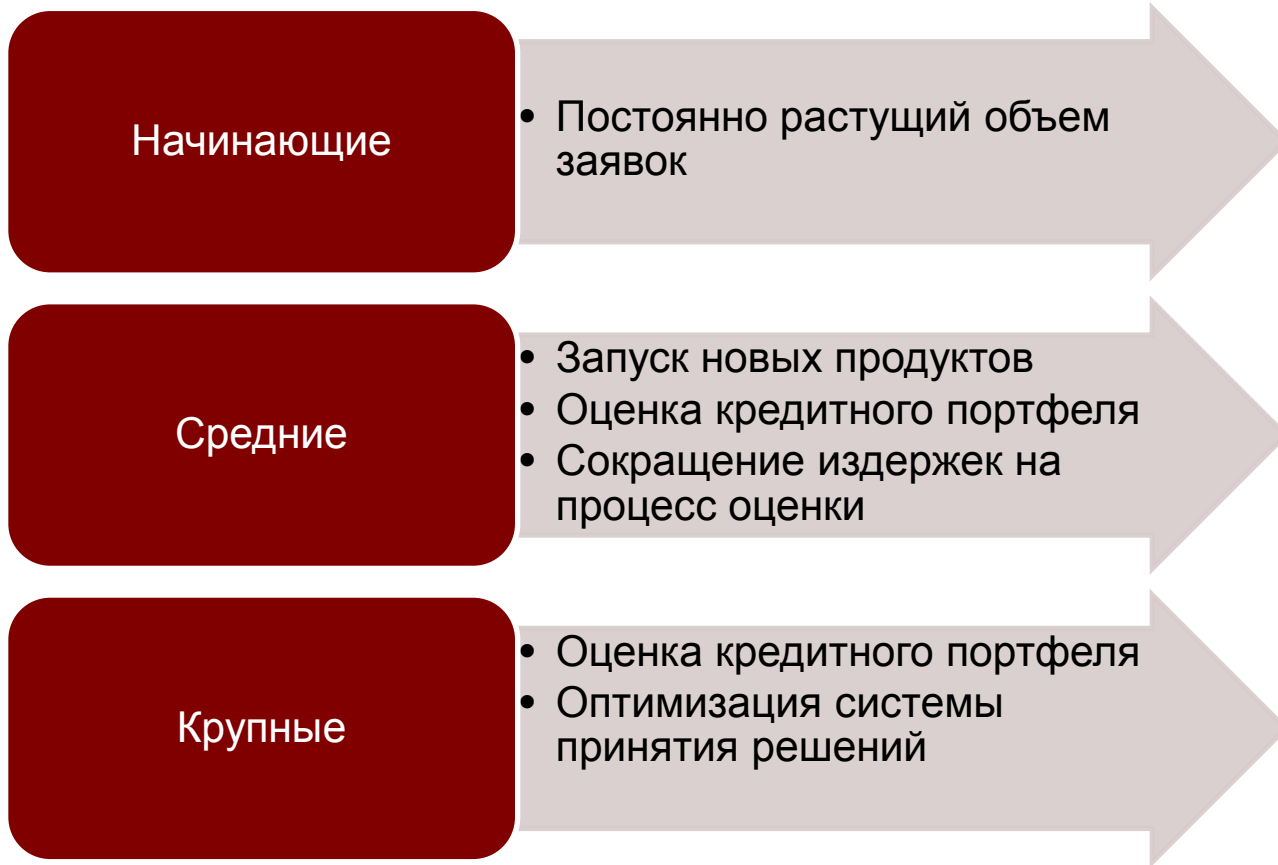 Начинающие
• Постоянно растущий объем
заявок
Средние
• Запуск новых продуктов
• Оценка кредитного портфеля
• Сокращение издержек на
процесс оценки
Крупные
• Оценка кредитного портфеля
• Оптимизация системы
принятия решений